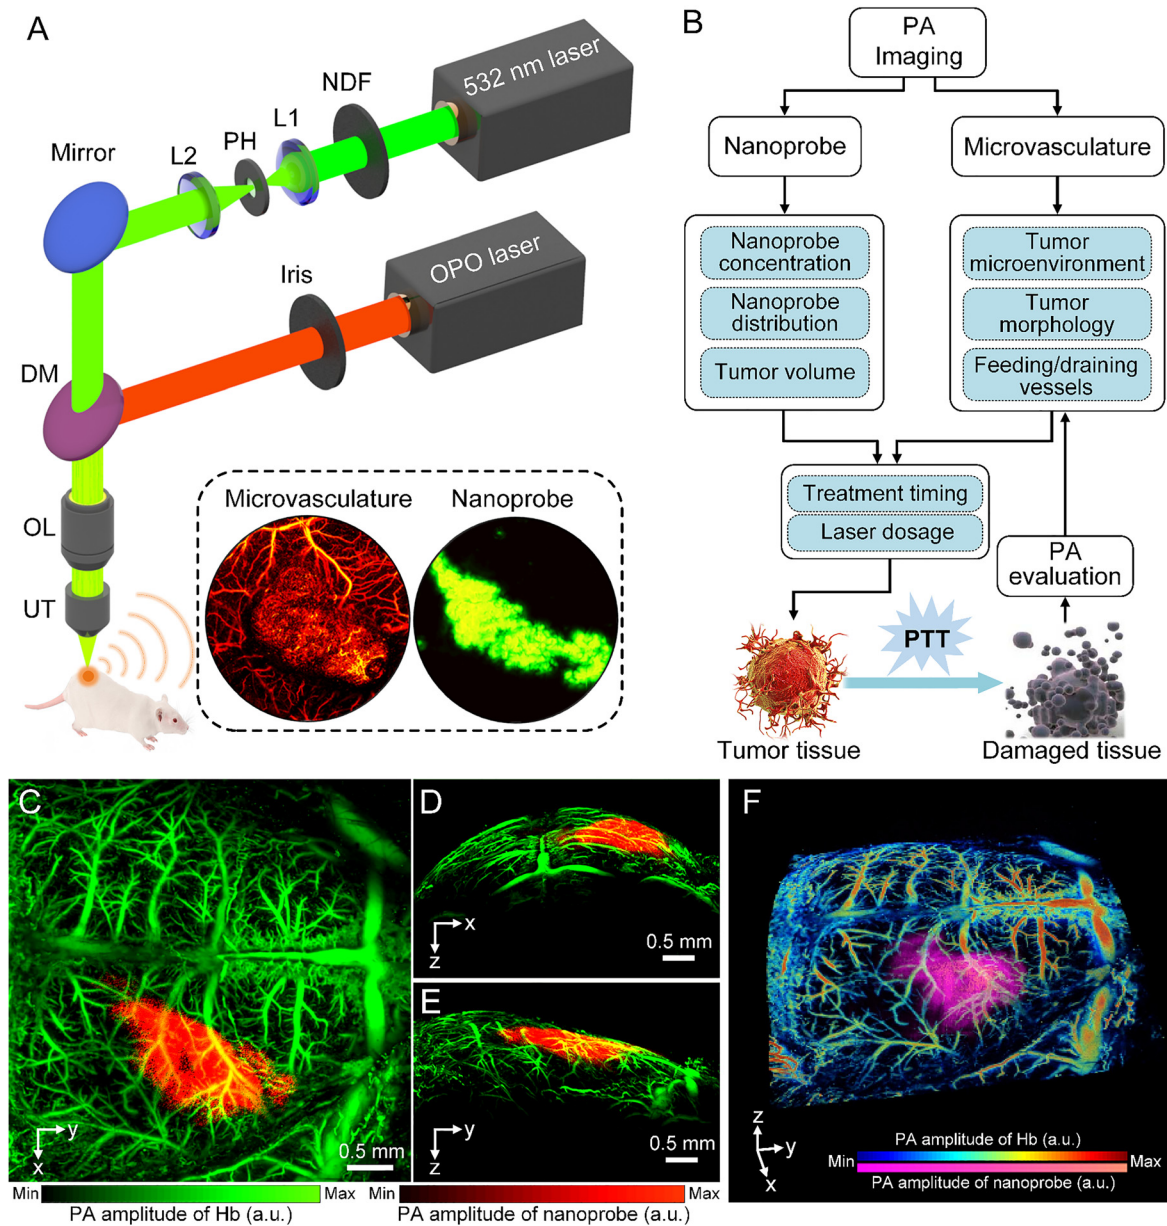 A
532 nm laser
NDF
L1
PH
L2
Mirror
OPO laser
Iris
DM
OL
UT
Microvasculature
Nanoprobe
B
PA
Imaging
Nanoprobe
Microvasculature
Nanoprobe
concentration
Nanoprobe
distribution
Tumor volume
Tumor
microenvironment
Tumor
morphology
Feeding/draining
vessels
Treatment timing
Laser dosage
PA
evaluation
PTT
Tumor tissue
Damaged tissue
C
y
x
0.5 mm
Min
Max
PA amplitude of Hb (a.u.)
D
x
z
0.5 mm
E
y
z
0.5 mm
Min
Max
PA amplitude of nanoprobe (a.u.)
F
z
y
x
PA amplitude of Hb (a.u.)
Min
Max
PA amplitude of nanoprobe (a.u.)